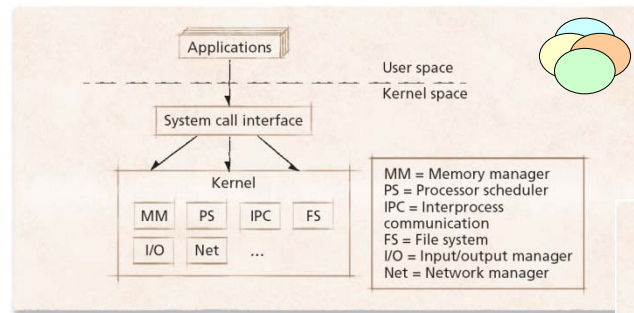 Applications
User space
Kernel space
System call interface
Kernel
MM PS IPC FS
I/O Net ...
MM = Memory manager
PS = Processor scheduler
IPC = Interprocess
communication
FS = File system
I/O = Input/output manager
Net = Network manager